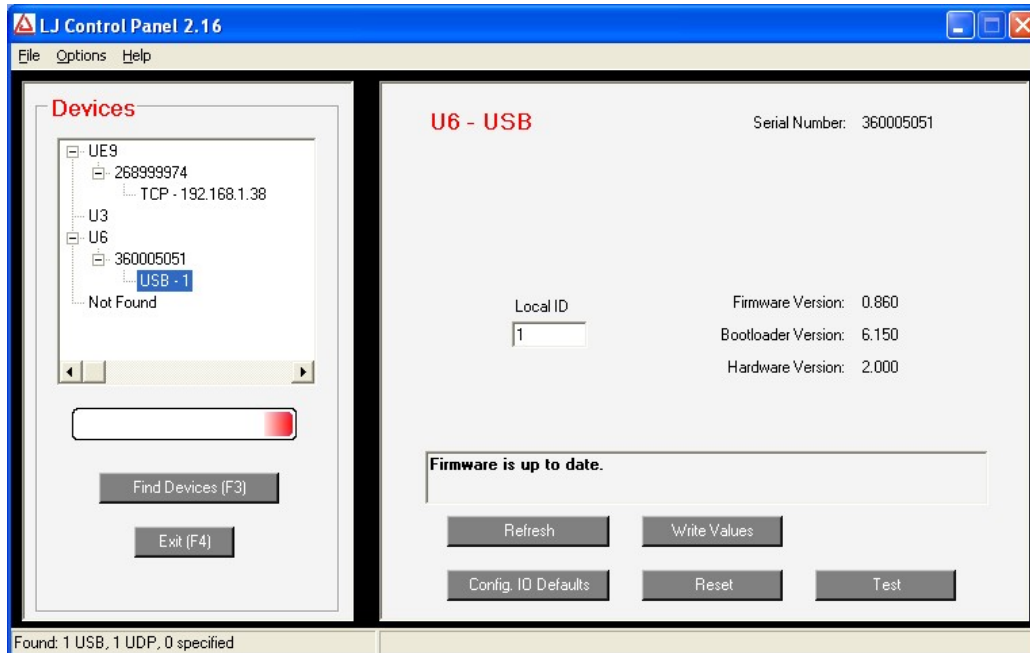 LJ Control Panel 2.16
File Options Help
Devices
UE9
268999974
TCP - 192.168.1.38
U3
U6
360005051
USB - 1
Not Found
Find Devices (F3)
Exit (F4)
U6 - USB
Serial Number: 360005051
Local ID
1
Firmware Version: 0.860
Bootloader Version: 6.150
Hardware Version: 2.000
Firmware is up to date.
Refresh
Write Values
Config. IO Defaults
Reset
Test
Found: 1 USB, 1 UDP, 0 specified